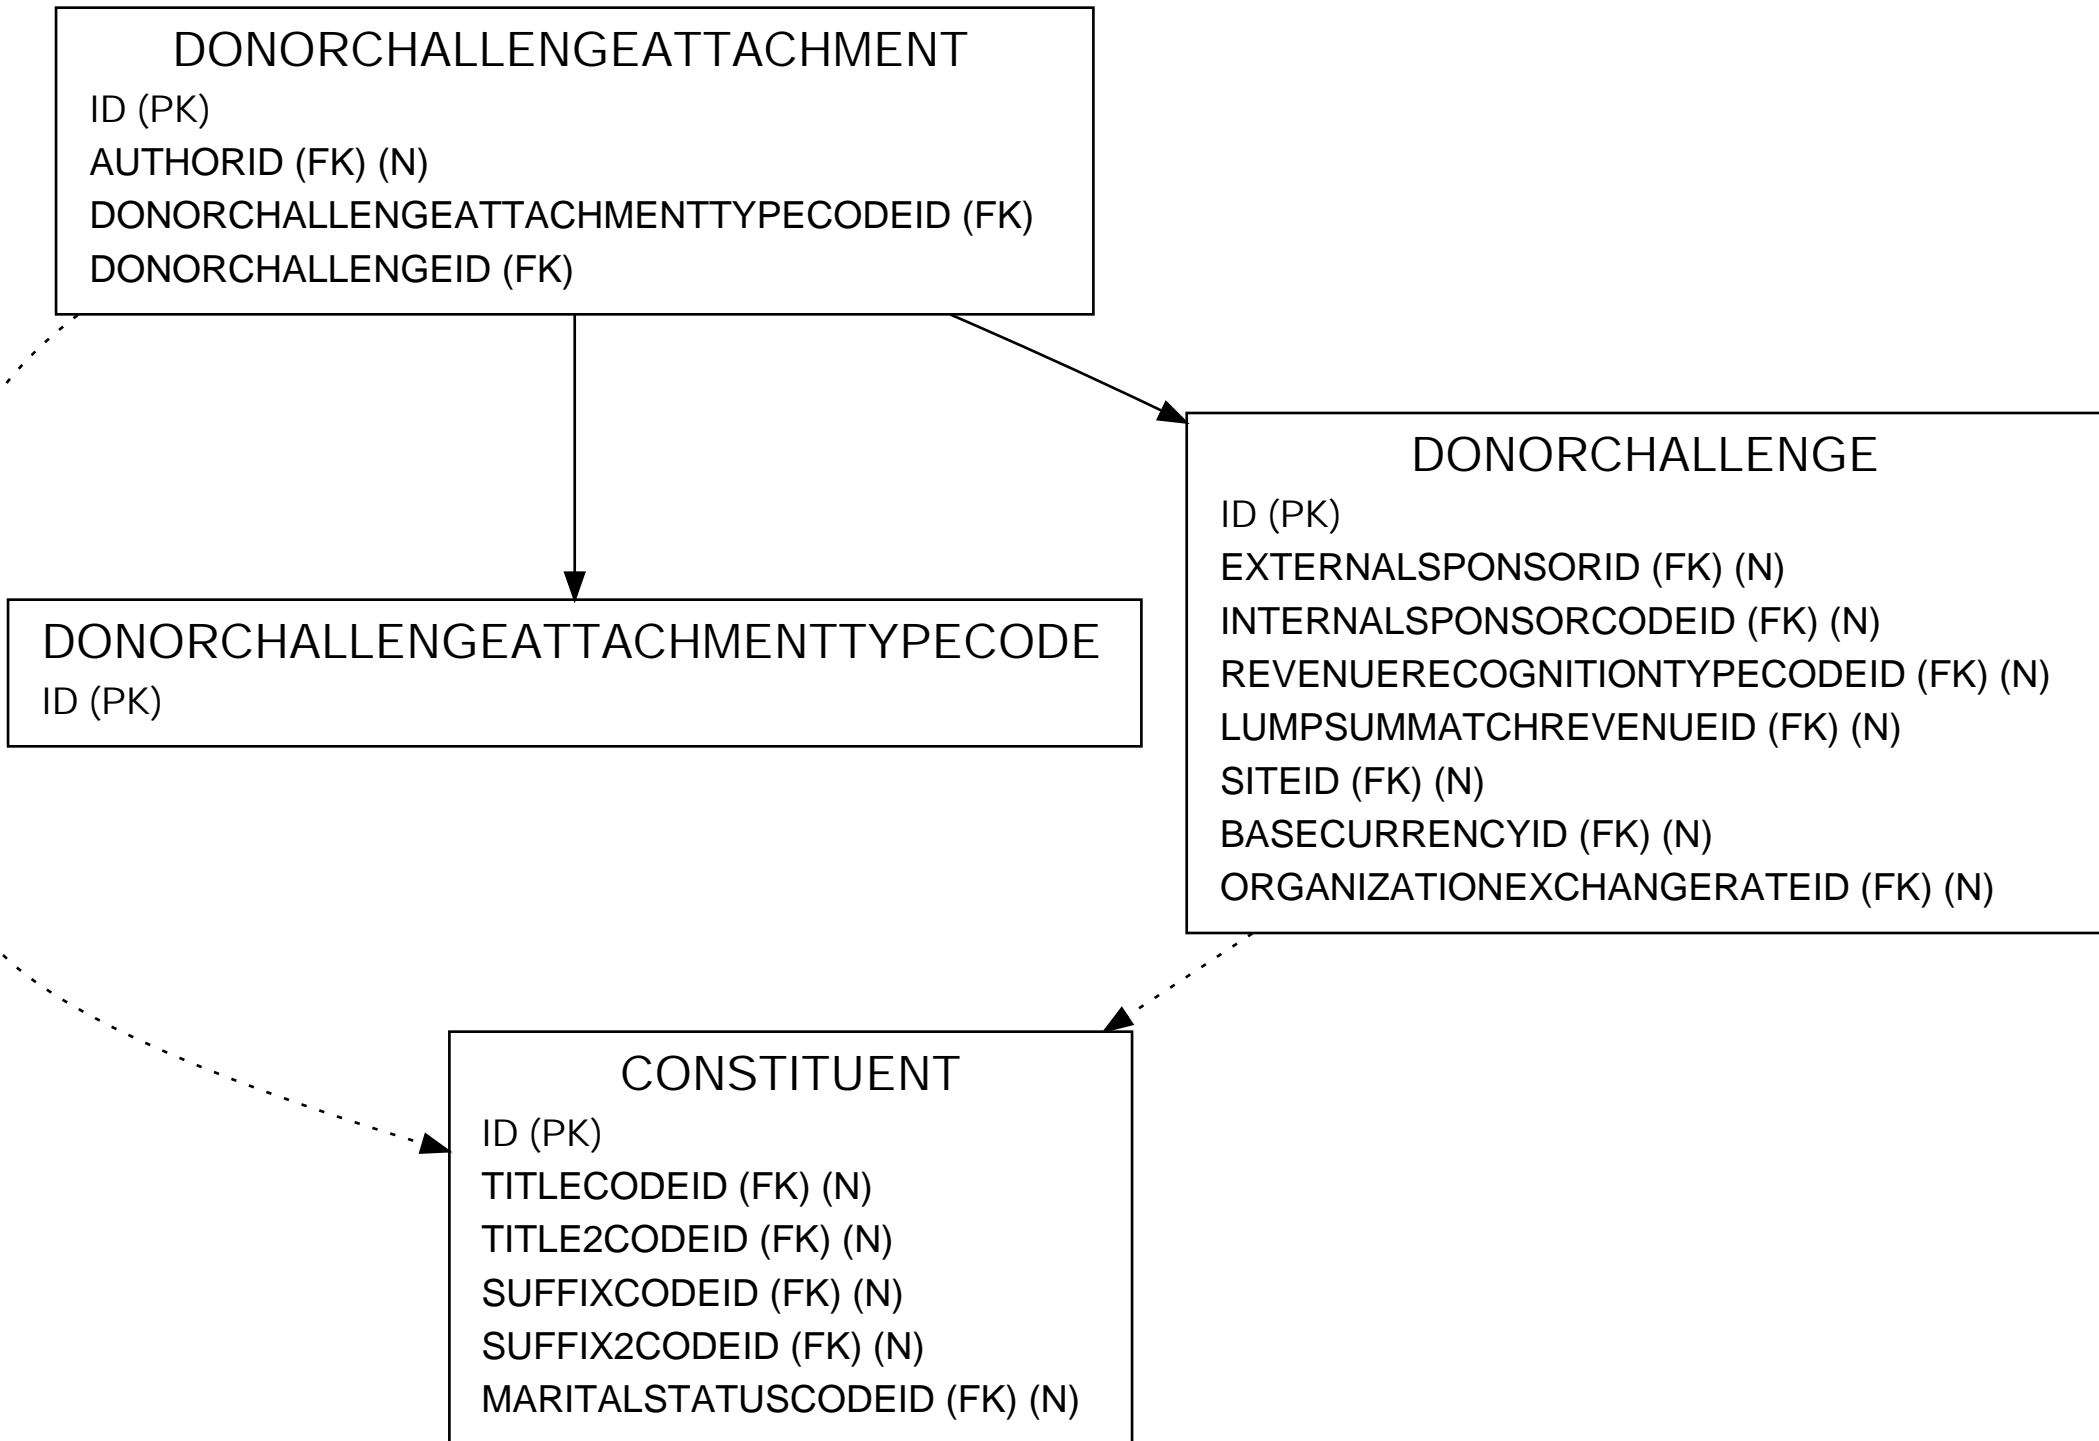 DONORCHALLENGEATTACHMENT
ID (PK)
AUTHORID (FK) (N)
DONORCHALLENGEATTACHMENTTYPECODEID (FK)
DONORCHALLENGEID (FK)
DONORCHALLENGE
ID (PK)
EXTERNALSPONSORID (FK) (N)
INTERNALSPONSORCODEID (FK) (N)
REVENUERECOGNITIONTYPECODEID (FK) (N)
LUMPSUMMATCHREVENUEID (FK) (N)
SITEID (FK) (N)
BASECURRENCYID (FK) (N)
ORGANIZATIONEXCHANGERATEID (FK) (N)
DONORCHALLENGEATTACHMENTTYPECODE
ID (PK)
CONSTITUENT
ID (PK)
TITLECODEID (FK) (N)
TITLE2CODEID (FK) (N)
SUFFIXCODEID (FK) (N)
SUFFIX2CODEID (FK) (N)
MARITALSTATUSCODEID (FK) (N)